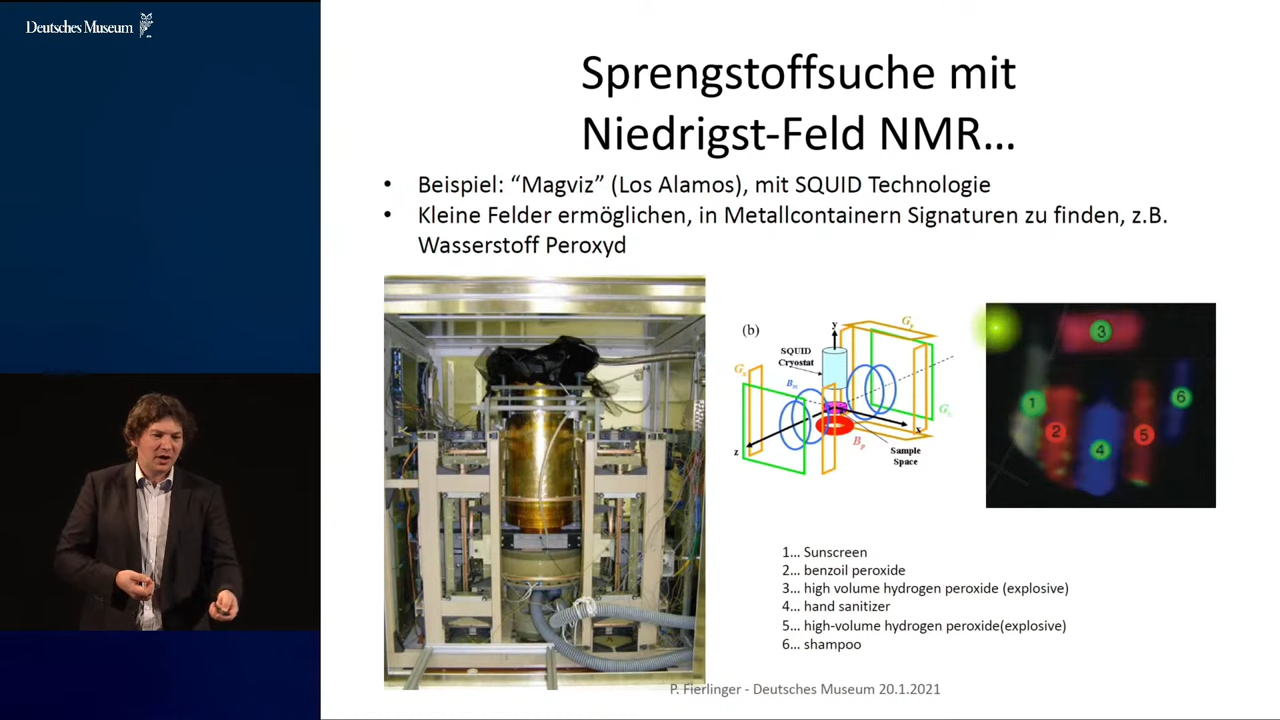 Deutsches Museum
Sprengstoffsuche mit
Niedrigst-Feld NMR...
• Beispiel: “Magviz” (Los Alamos), mit SQUID Technologie
• Kleine Felder ermöglichen, in Metallcontainern Signaturen zu finden, z.B.
Wasserstoff Peroxyd
(b)
y
SQUID
Cryostat
Bm
Bp
x
z
Sample
Space
3
1
2
4
5
6
1... Sunscreen
2... benzoil peroxide
3... high volume hydrogen peroxide (explosive)
4... hand sanitizer
5... high-volume hydrogen peroxide(explosive)
6... shampoo
P. Fierlinger - Deutsches Museum 20.1.2021